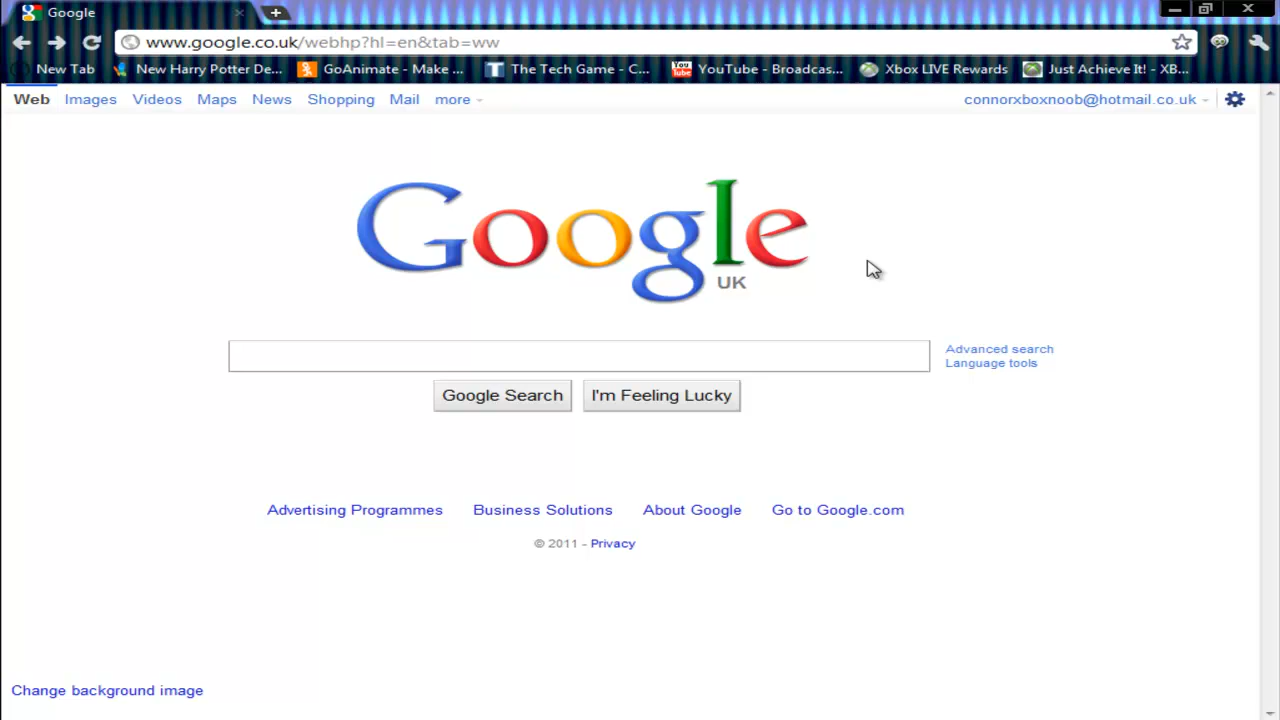 Google
www.google.co.uk/webhp?hl=en&tab=ww
New Tab New Harry Potter De... GoAnimate - Make ... T The Tech Game - C... You Tube YouTube - Broadcas... Xbox LIVE Rewards Just Achieve It! - XB...
Web Images Videos Maps News Shopping Mail more connorxboxnoob@hotmail.co.uk
Google
UK
Advanced search
Language tools
Google Search I'm Feeling Lucky
Advertising Programmes Business Solutions About Google Go to Google.com
© 2011 - Privacy
Change background image